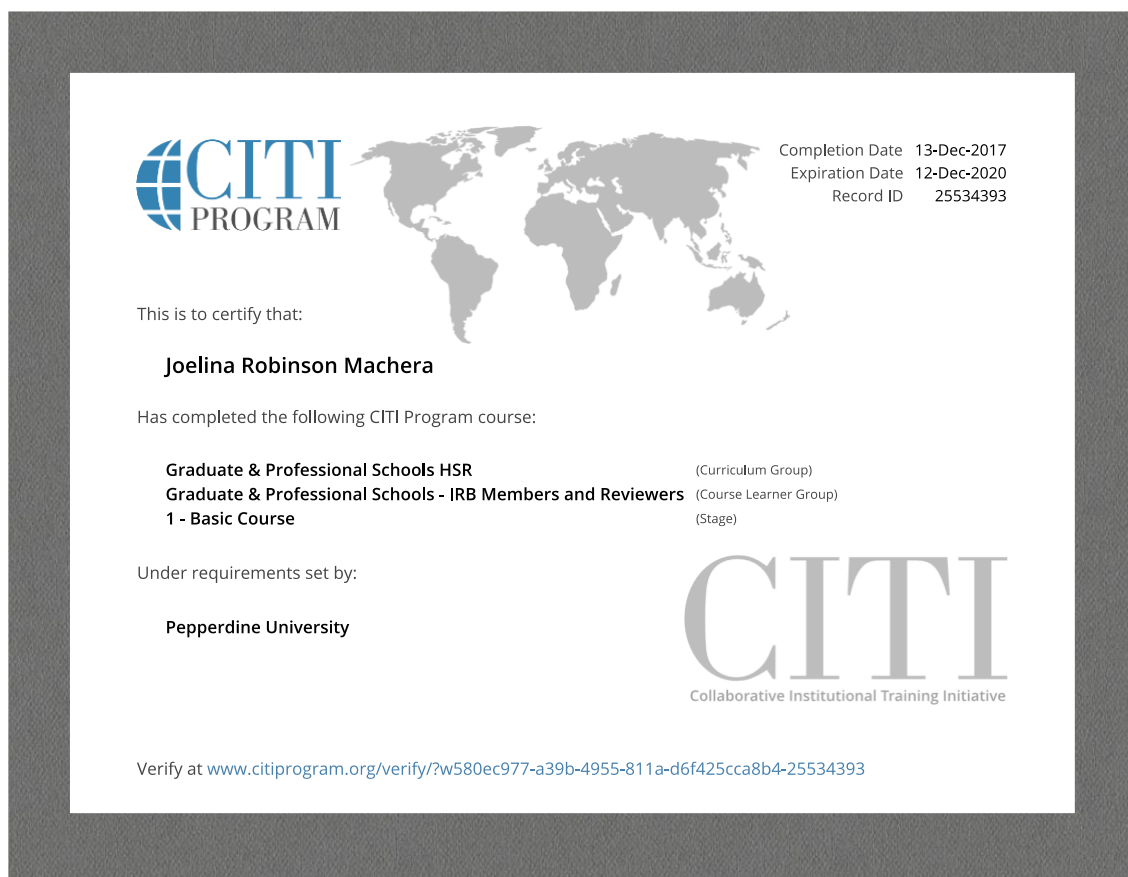 CITI
PROGRAM
Completion Date 13-Dec-2017
Expiration Date 12-Dec-2020
Record ID 25534393
This is to certify that:
Joelina Robinson Machera
Has completed the following CITI Program course:
Graduate & Professional Schools HSR (Curriculum Group)
Graduate & Professional Schools - IRB Members and Reviewers (Course Learner Group)
1 - Basic Course (Stage)
Under requirements set by:
Pepperdine University
CITI
Collaborative Institutional Training Initiative
Verify at www.citiprogram.org/verify/?w580ec977-a39b-4955-811a-d6f425cca8b4-25534393